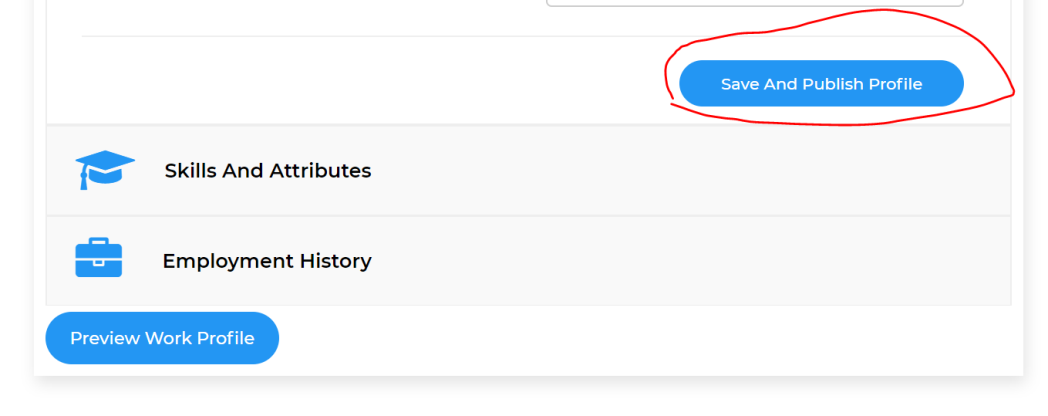 Save And Publish Profile
Skills And Attributes
Employment History
Preview Work Profile